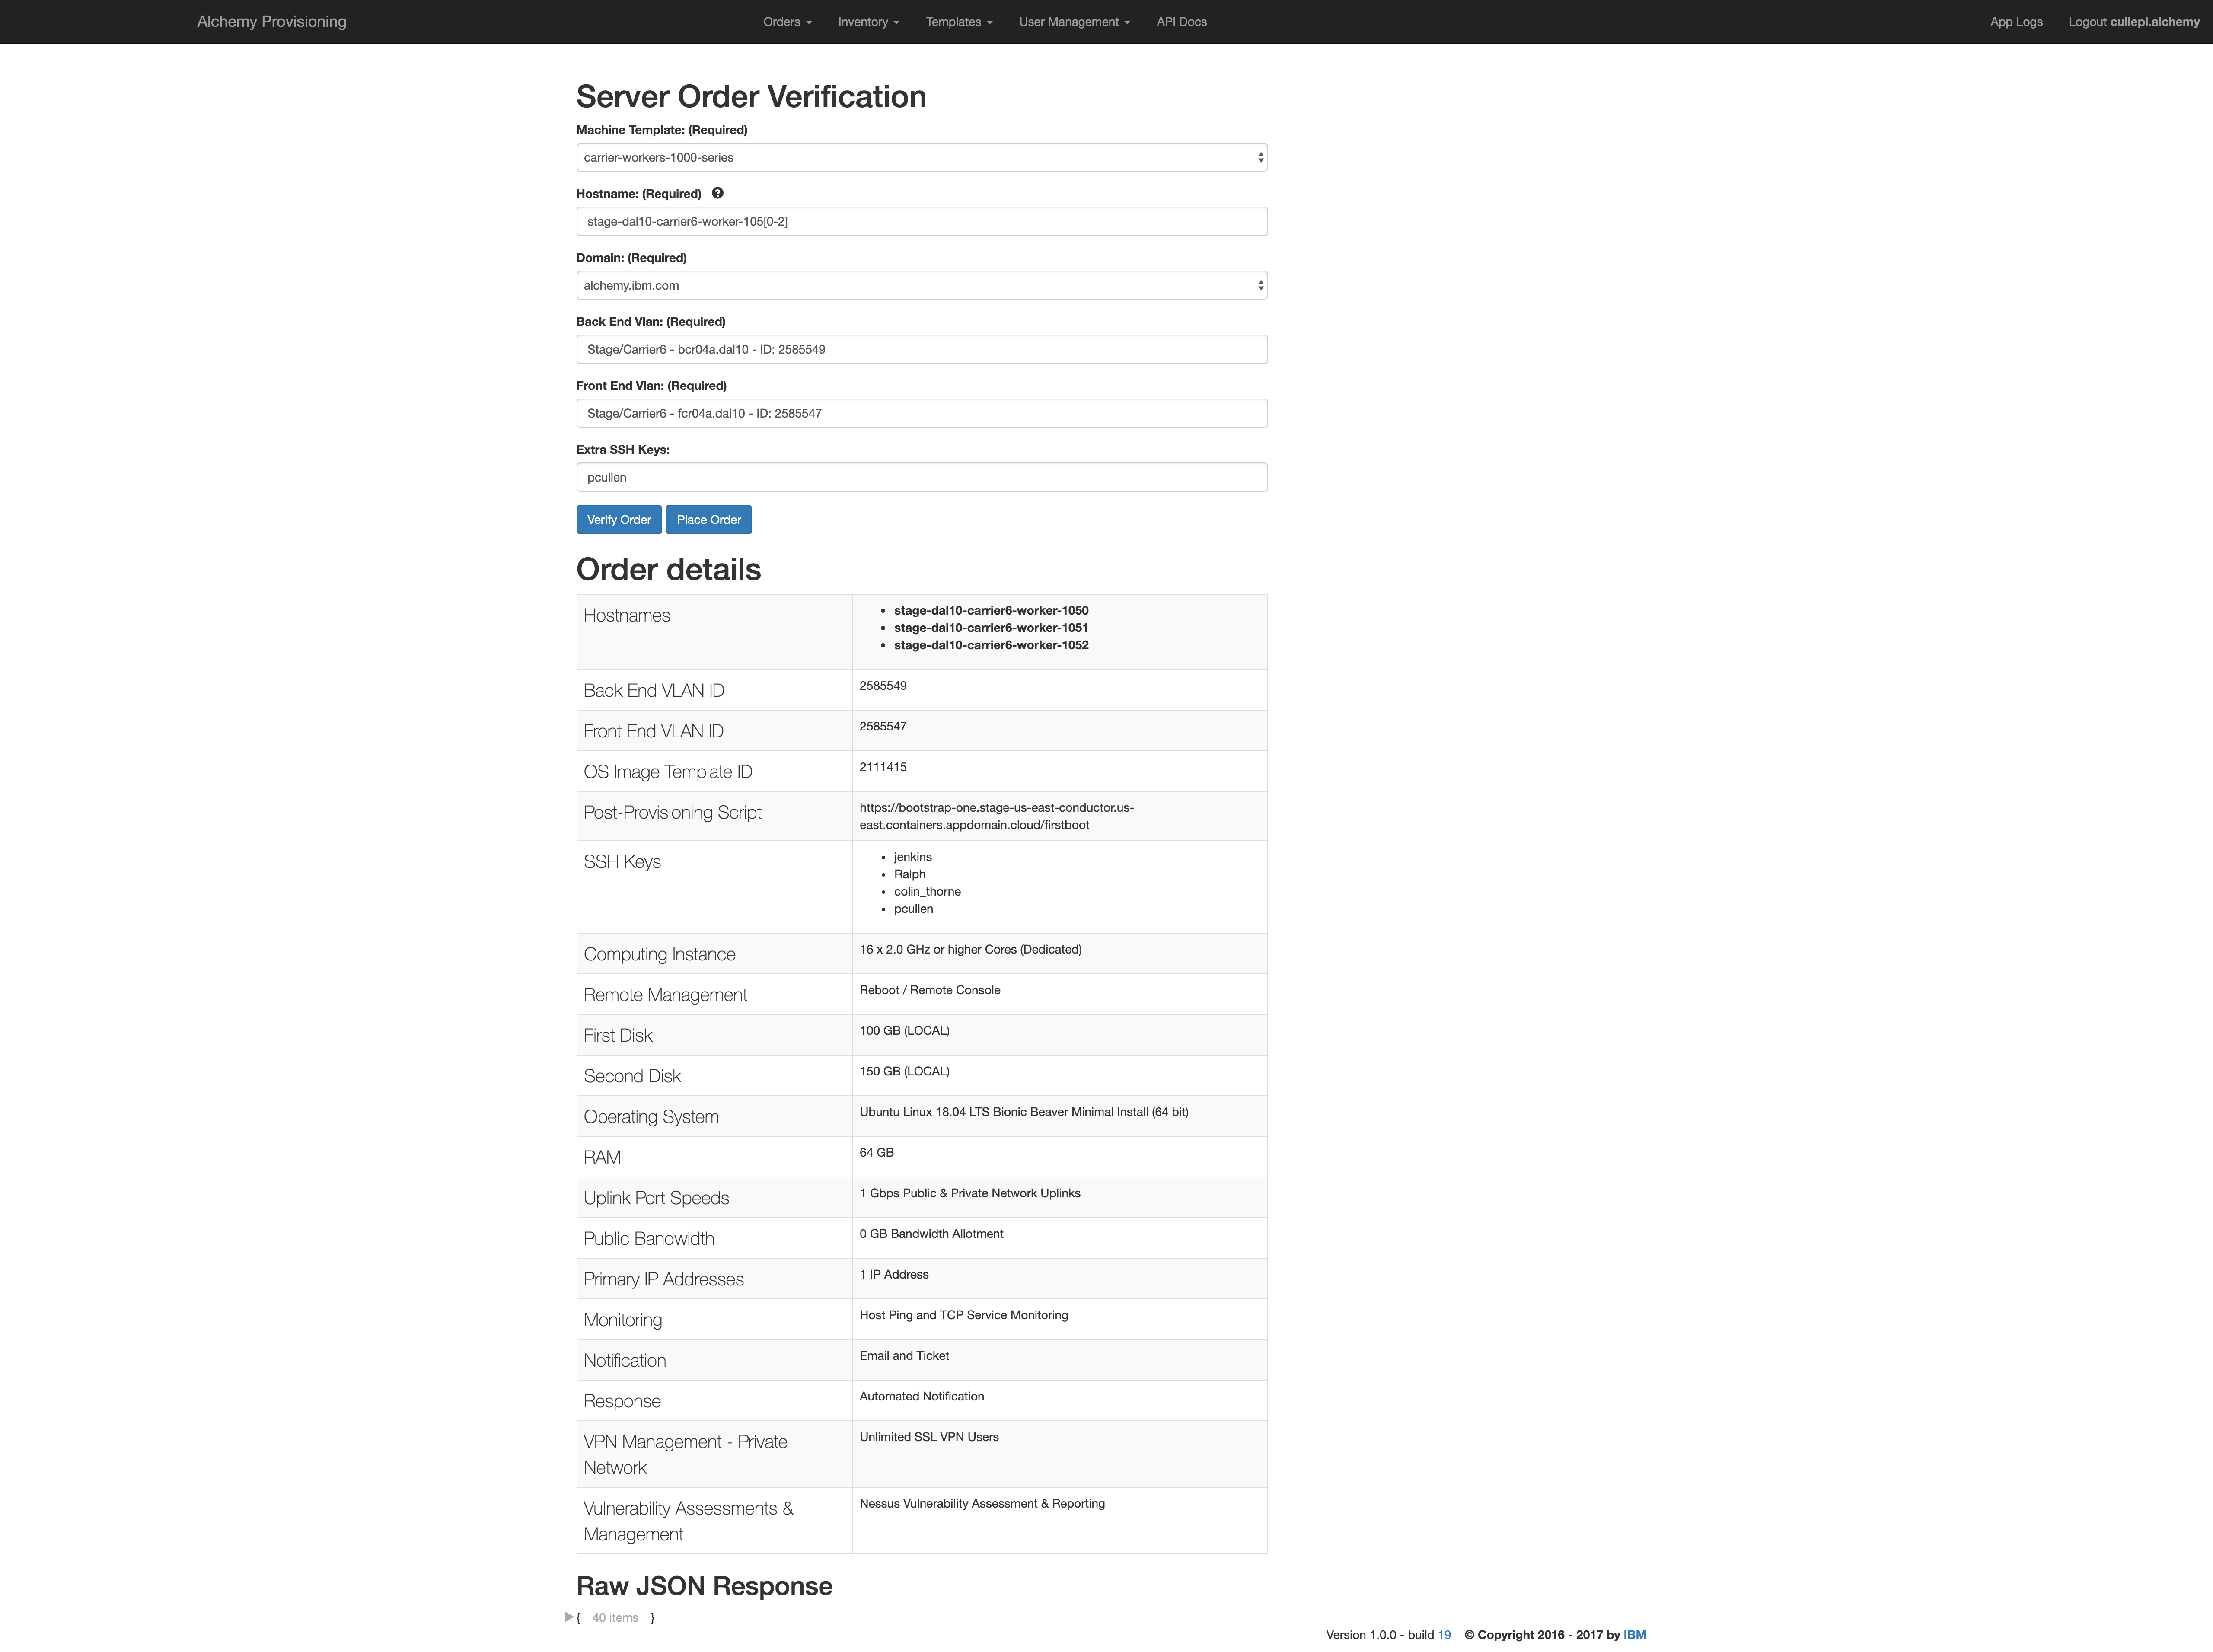 Alchemy Provisioning
Orders
Inventory
Templates
User Management
API Docs
App Logs
Logout cullepl.alchemy
Server Order Verification
Machine Template: (Required)
carrier-workers-1000-series
Hostname: (Required)
stage-dal10-carrier6-worker-105[0-2]
Domain: (Required)
alchemy.ibm.com
Back End Vlan: (Required)
Stage/Carrier6 - bcr04a.dal10 - ID: 2585549
Front End Vlan: (Required)
Stage/Carrier6 - fcr04a.dal10 - ID: 2585547
Extra SSH Keys:
pcullen
Verify Order
Place Order
Order details
Hostnames
• stage-dal10-carrier6-worker-1050
• stage-dal10-carrier6-worker-1051
• stage-dal10-carrier6-worker-1052
Back End VLAN ID
2585549
Front End VLAN ID
2585547
OS Image Template ID
2111415
Post-Provisioning Script
https://bootstrap-one.stage-us-east-conductor.us-
east.containers.appdomain.cloud/firstboot
SSH Keys
• jenkins
• Ralph
• colin_thorne
• pcullen
Computing Instance
16 x 2.0 GHz or higher Cores (Dedicated)
Remote Management
Reboot / Remote Console
First Disk
100 GB (LOCAL)
Second Disk
150 GB (LOCAL)
Operating System
Ubuntu Linux 18.04 LTS Bionic Beaver Minimal Install (64 bit)
RAM
64 GB
Uplink Port Speeds
1 Gbps Public & Private Network Uplinks
Public Bandwidth
0 GB Bandwidth Allotment
Primary IP Addresses
1 IP Address
Monitoring
Host Ping and TCP Service Monitoring
Notification
Email and Ticket
Response
Automated Notification
VPN Management - Private
Network
Unlimited SSL VPN Users
Vulnerability Assessments &
Management
Nessus Vulnerability Assessment & Reporting
Raw JSON Response
{ 40 items }
Version 1.0.0 - build 19 © Copyright 2016 - 2017 by IBM